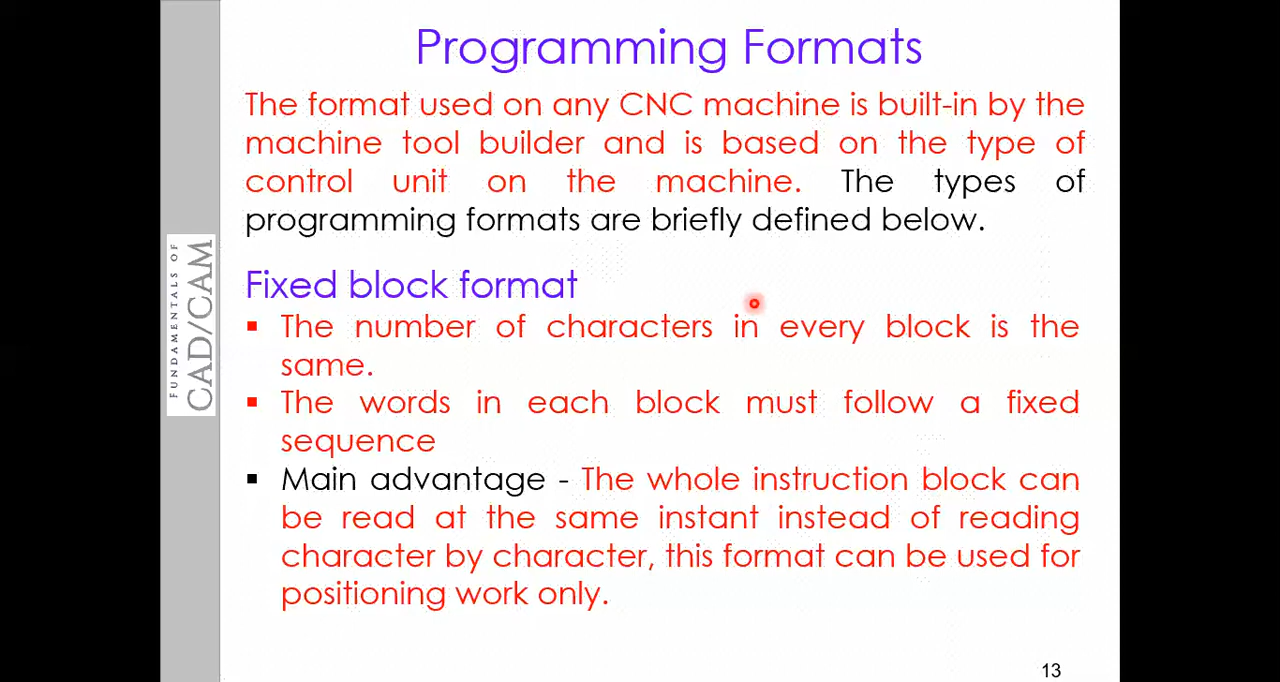 Programming Formats
The format used on any CNC machine is built-in by the
machine tool builder and is based on the type of
control unit on the machine. The types of
programming formats are briefly defined below.
Fixed block format
▪ The number of characters in every block is the
same.
▪ The words in each block must follow a fixed
sequence
▪ Main advantage - The whole instruction block can
be read at the same instant instead of reading
character by character, this format can be used for
positioning work only.
FUNDAMENTALS OF
CAD/CAM
13